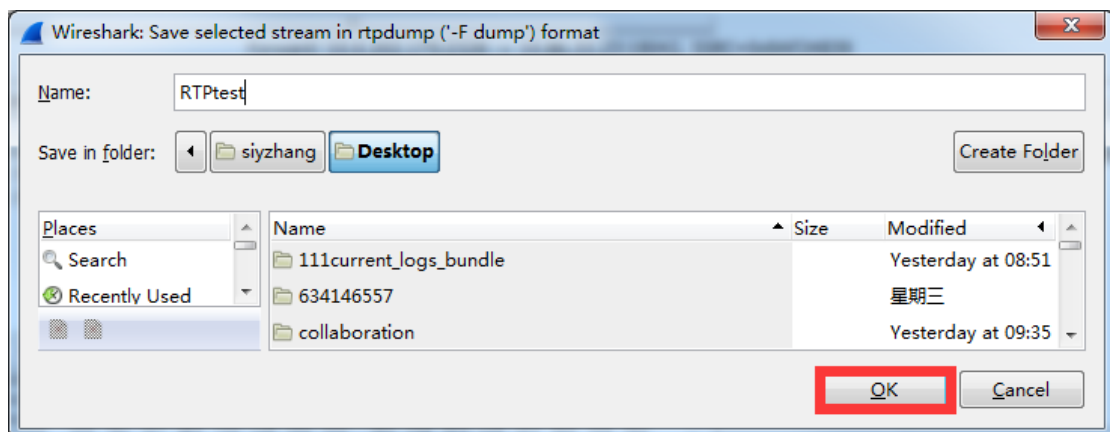 Wireshark: Save selected stream in rtpdump ('-F dump') format
Name: RTPtest
Save in folder: siyzhang Desktop Create Folder
Places Name Size Modified
Search 111current_logs_bundle Yesterday at 08:51
Recently Used 634146557 星期三
collaboration Yesterday at 09:35
OK Cancel